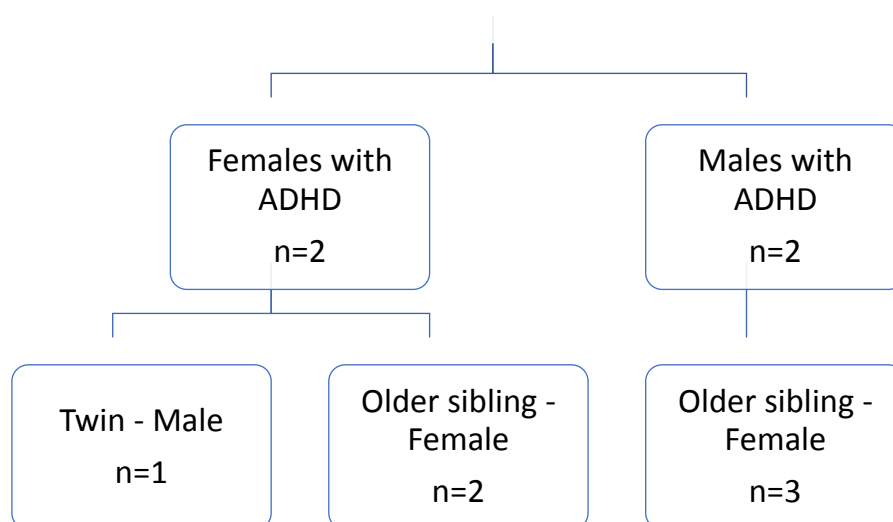 Females with
ADHD
n=2
Males with
ADHD
n=2
Twin - Male
n=1
Older sibling -
Female
n=2
Older sibling -
Female
n=3